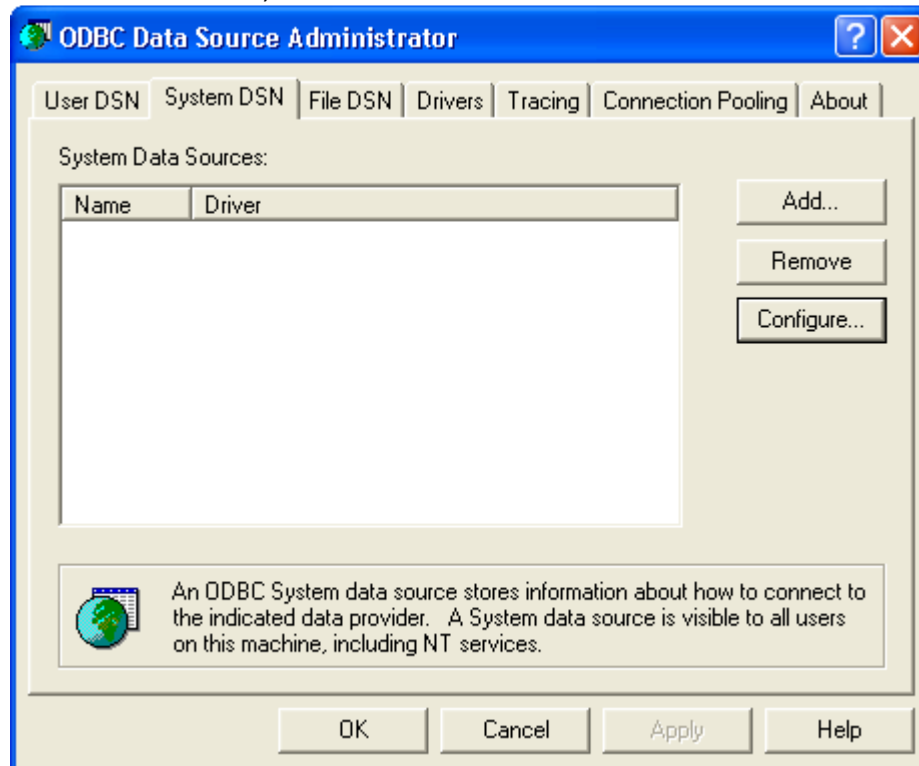 ODBC Data Source Administrator
User DSN System DSN File DSN Drivers Tracing Connection Pooling About
System Data Sources:
Name Driver
Add...
Remove
Configure...
An ODBC System data source stores information about how to connect to
the indicated data provider. A System data source is visible to all users
on this machine, including NT services.
OK Cancel Apply Help